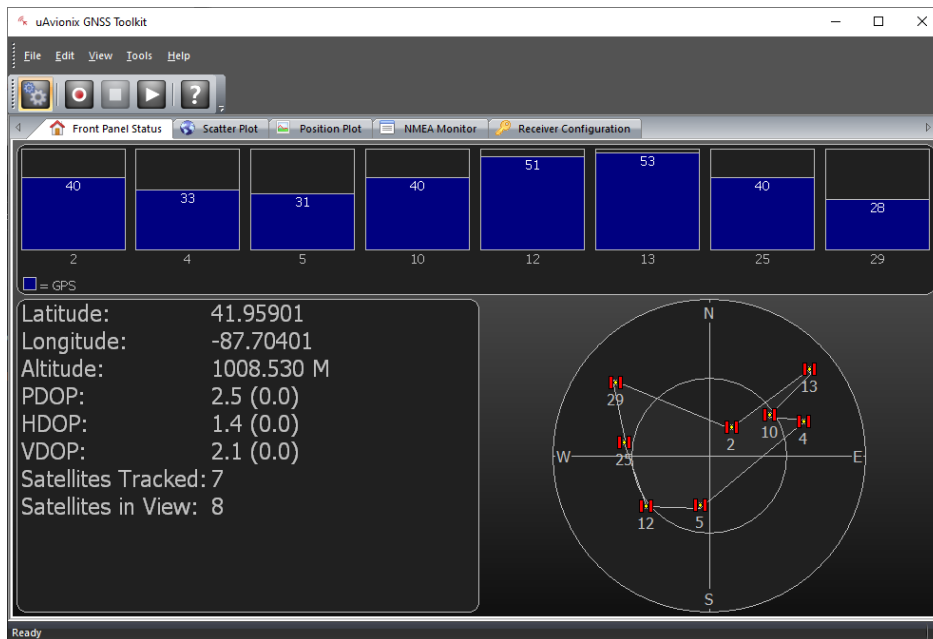 uAvionix GNSS Toolkit
File Edit View Tools Help
Front Panel Status Scatter Plot Position Plot NMEA Monitor Receiver Configuration
40 33 31 40 51 53 40 28
2 4 5 10 12 13 25 29
= GPS
Latitude: 41.95901
Longitude: -87.70401
Altitude: 1008.530 M
PDOP: 2.5 (0.0)
HDOP: 1.4 (0.0)
VDOP: 2.1 (0.0)
Satellites Tracked: 7
Satellites in View: 8
N
13
29
10 4
2
W 25 E
12 5
S
Ready